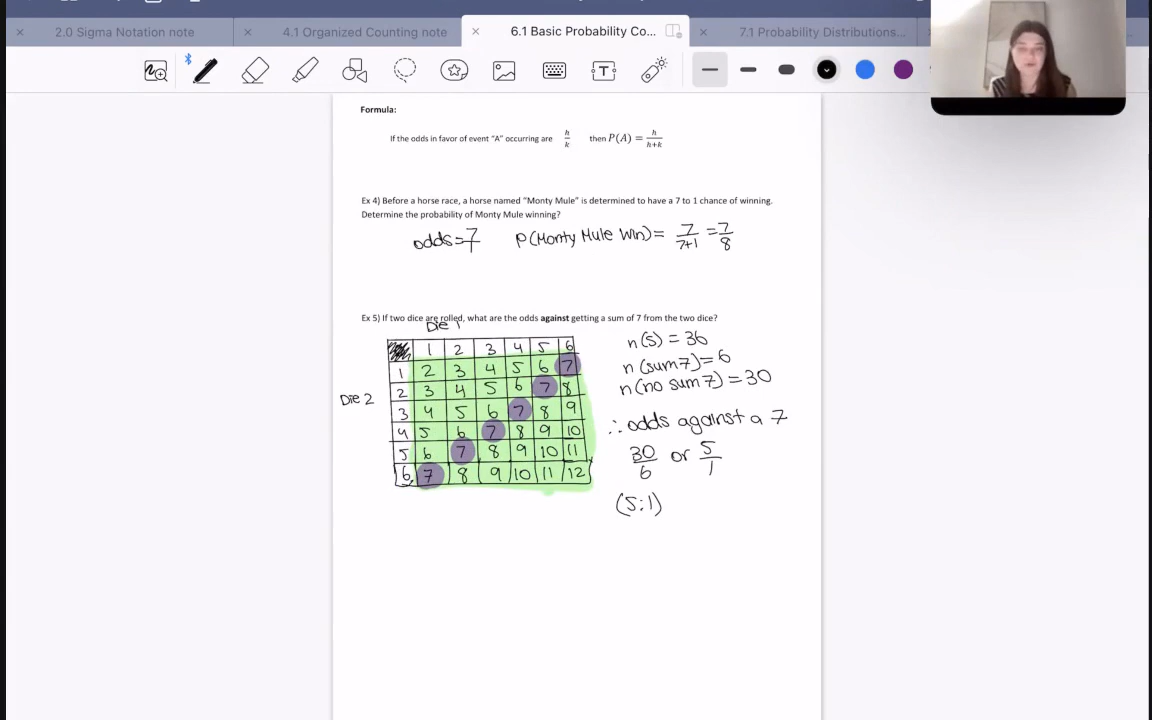 2.0 Sigma Notation note
4.1 Organized Counting note
6.1 Basic Probability Co...
7.1 Probability Distributions...
Formula:
If the odds in favor of event "A" occurring are h/k then P(A) = h/h+k
Ex 4) Before a horse race, a horse named "Monty Mule" is determined to have a 7 to 1 chance of winning.
Determine the probability of Monty Mule winning?
odds=7 P(Monty Mule win)= 7/7+1 = 7/8
Ex 5) If two dice are rolled, what are the odds against getting a sum of 7 from the two dice?
Die 1
1 2 3 4 5 6
1 2 3 4 5 6 7
2 3 4 5 6 7 8
Die 2
3 4 5 6 7 8 9
4 5 6 7 8 9 10
5 6 7 8 9 10 11
6 7 8 9 10 11 12
n(S) = 36
n(sum7)=6
n(no sum 7)=30
∴ odds against a 7
30/6 or 5/1
(5:1)